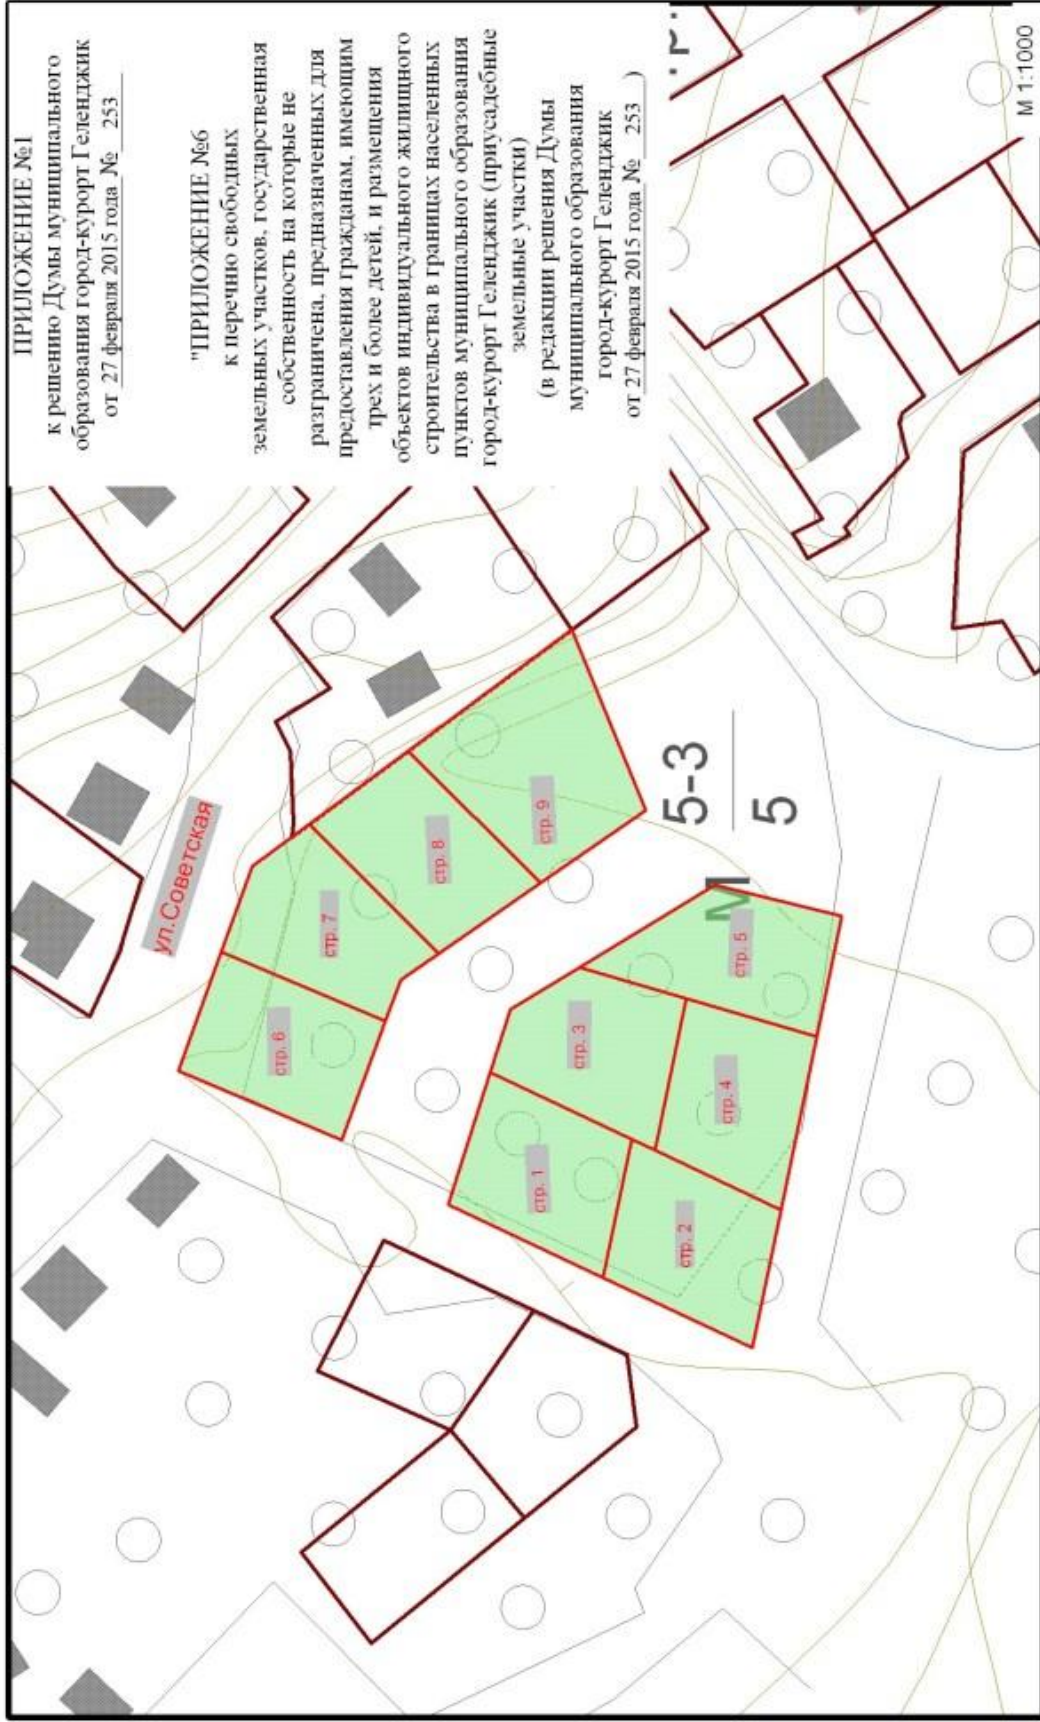 ПРИЛОЖЕНИЕ №1
к решению Думы муниципального
образования город-курорт Геленджик
от 27 февраля 2015 года № 253
"ПРИЛОЖЕНИЕ №6
к перечню свободных
земельных участков, государственная
собственность на которые не
разграничена, предназначенных для
предоставления гражданам, имеющим
трех и более детей, и размещения
объектов индивидуального жилищного
строительства в границах населенных
пунктов муниципального образования
город-курорт Геленджик (приусадебные
земельные участки)
(в редакции решения Думы
муниципального образования
город-курорт Геленджик
от 27 февраля 2015 года № 253 )
ул.Советская
стр. 6
стр. 7
стр. 8
стр. 9
стр. 1
стр. 3
стр. 2
стр. 4
стр. 5
5-3
5
М 1:1000